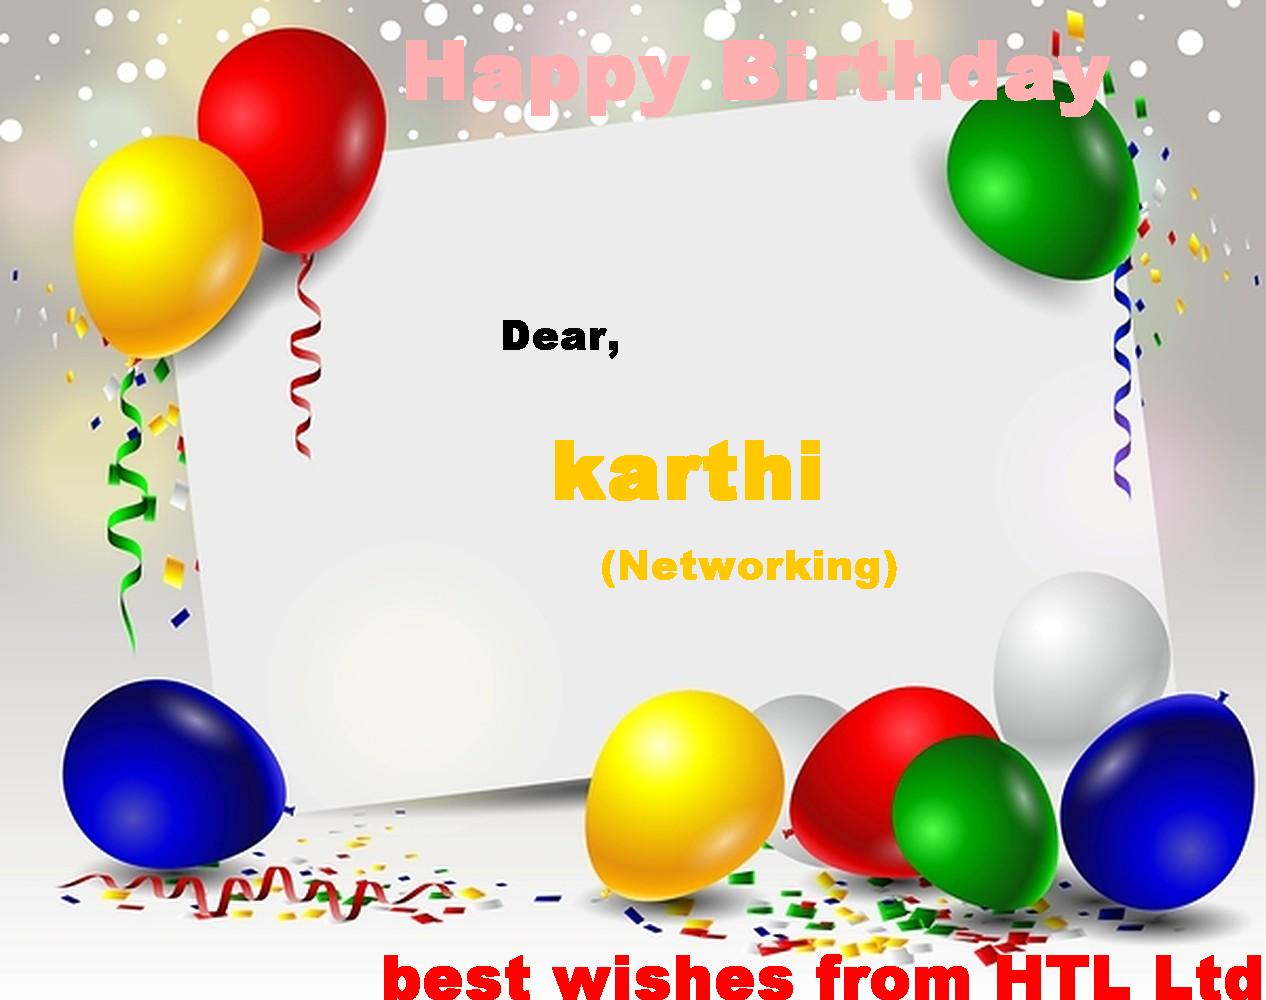 Happy Birthday
Dear,
karthi
(Networking)
best wishes from HTL Ltd